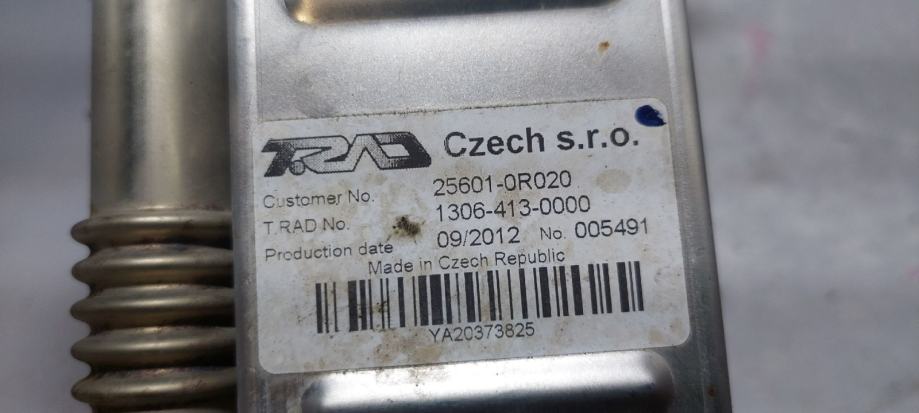 T.RAD Czech s.r.o.
Customer No. 25601-0R020
T.RAD No. 1306-413-0000
Production date 09/2012 No. 005491
Made in Czech Republic
YA20373825